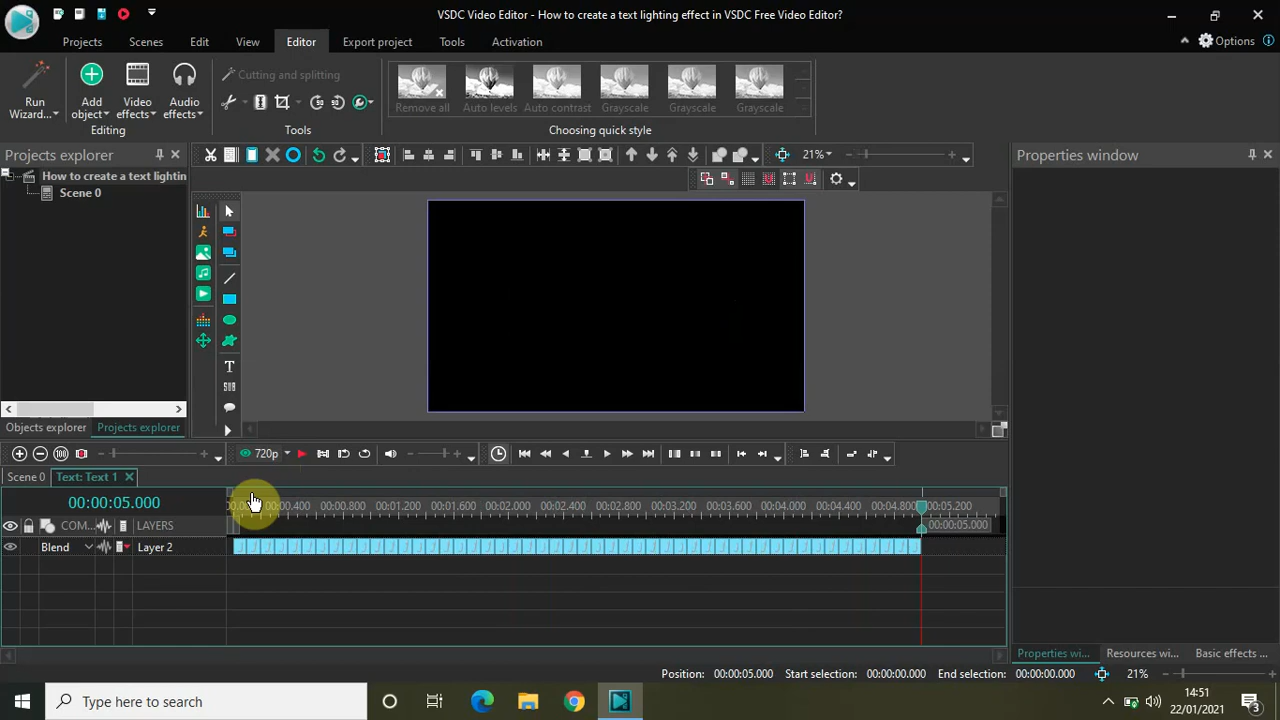 VSDC Video Editor - How to create a text lighting effect in VSDC Free Video Editor?
Projects
Scenes
Edit
View
Editor
Export project
Tools
Activation
Options
Run Wizard...
Add object
Video effects
Audio effects
Cutting and splitting
Remove all
Auto levels
Auto contrast
Grayscale
Grayscale
Grayscale
Editing
Tools
Choosing quick style
Projects explorer
21%
Properties window
How to create a text lightin
Scene 0
T
SUB
Objects explorer
Projects explorer
720p
Scene 0
Text: Text 1
00:00:05.000
0:00.400
00:00.800
00:01.200
00:01.600
00:02.000
00:02.400
00:02.800
00:03.200
00:03.600
00:04.000
00:04.400
00:04.800
00:05.200
00:00:05.000
COM...
LAYERS
Blend
Layer 2
Properties wi...
Resources wi...
Basic effects ...
Position:
00:00:05.000
Start selection:
00:00:00.000
End selection:
00:00:00.000
21%
Type here to search
14:51
22/01/2021
3